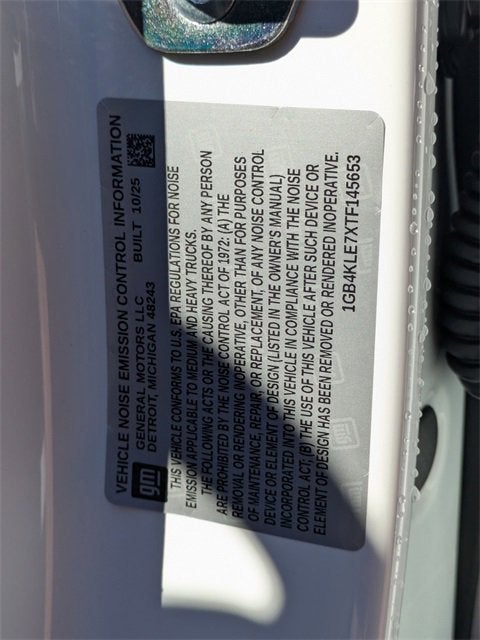 VEHICLE NOISE EMISSION CONTROL INFORMATION
gm
GENERAL MOTORS LLC
DETROIT, MICHIGAN 48243
BUILT 10/25
THIS VEHICLE CONFORMS TO U.S. EPA REGULATIONS FOR NOISE
EMISSION APPLICABLE TO MEDIUM AND HEAVY TRUCKS.
THE FOLLOWING ACTS OR THE CAUSING THEREOF BY ANY PERSON
ARE PROHIBITED BY THE NOISE CONTROL ACT OF 1972: (A) THE
REMOVAL OR RENDERING INOPERATIVE, OTHER THAN FOR PURPOSES
OF MAINTENANCE, REPAIR, OR REPLACEMENT, OF ANY NOISE CONTROL
DEVICE OR ELEMENT OF DESIGN (LISTED IN THE OWNER'S MANUAL)
INCORPORATED INTO THIS VEHICLE IN COMPLIANCE WITH THE NOISE
CONTROL ACT; (B) THE USE OF THIS VEHICLE AFTER SUCH DEVICE OR
ELEMENT OF DESIGN HAS BEEN REMOVED OR RENDERED INOPERATIVE.
1GB4KLE7XTF145653